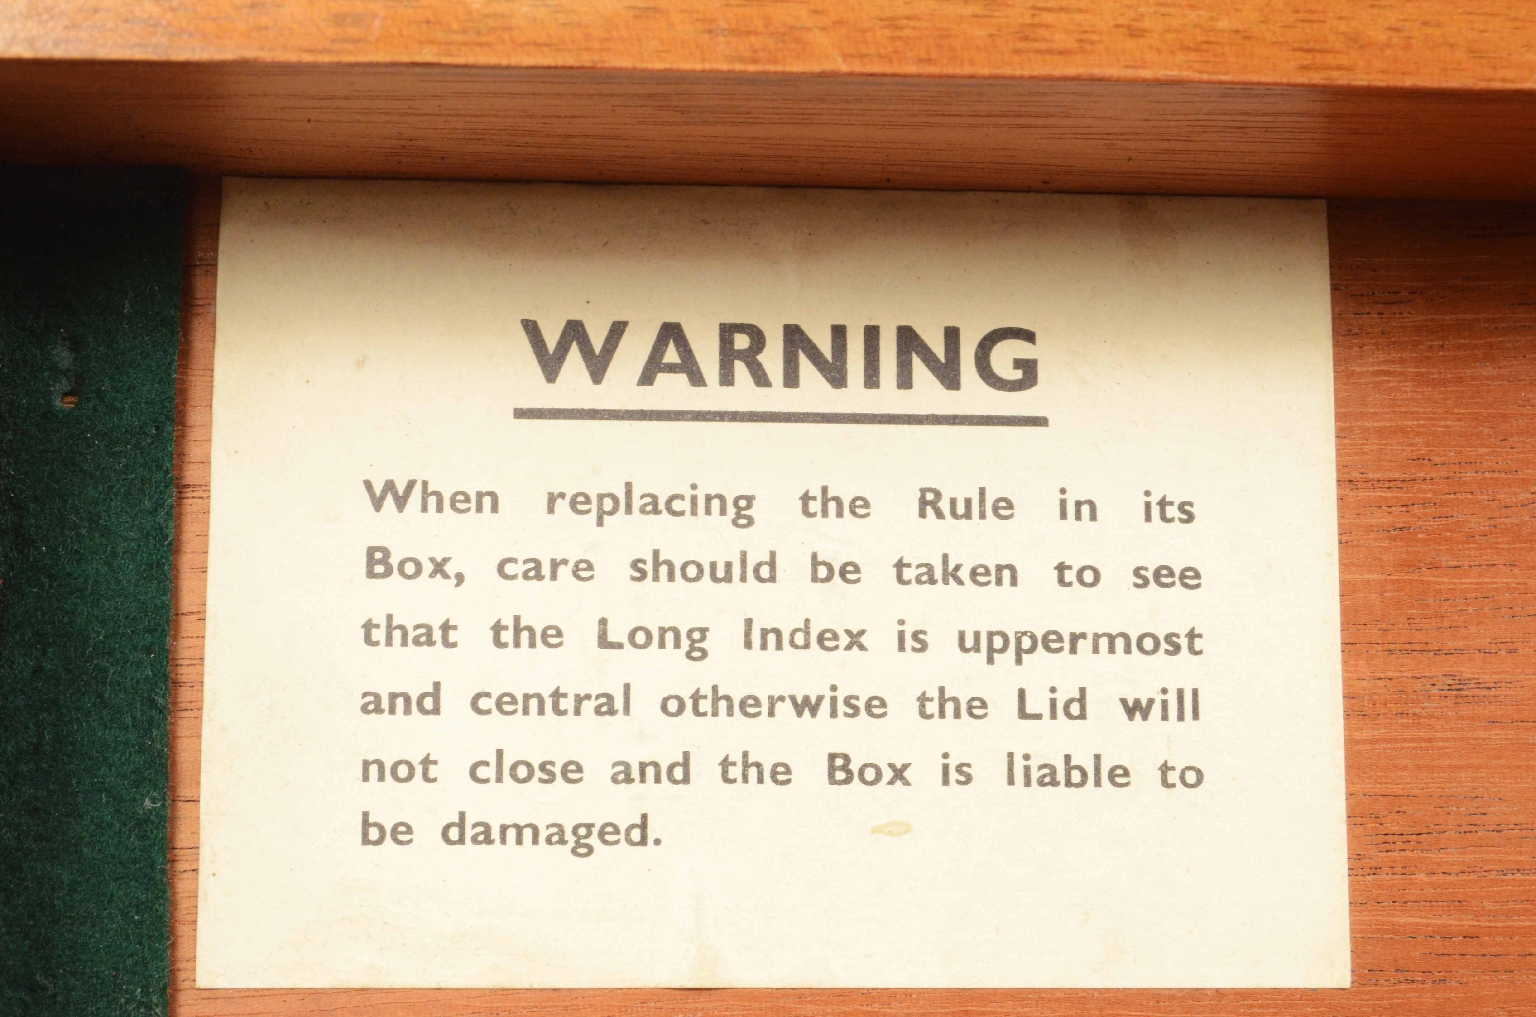 WARNING
When replacing the Rule in its
Box, care should be taken to see
that the Long Index is uppermost
and central otherwise the Lid will
not close and the Box is liable to
be damaged.